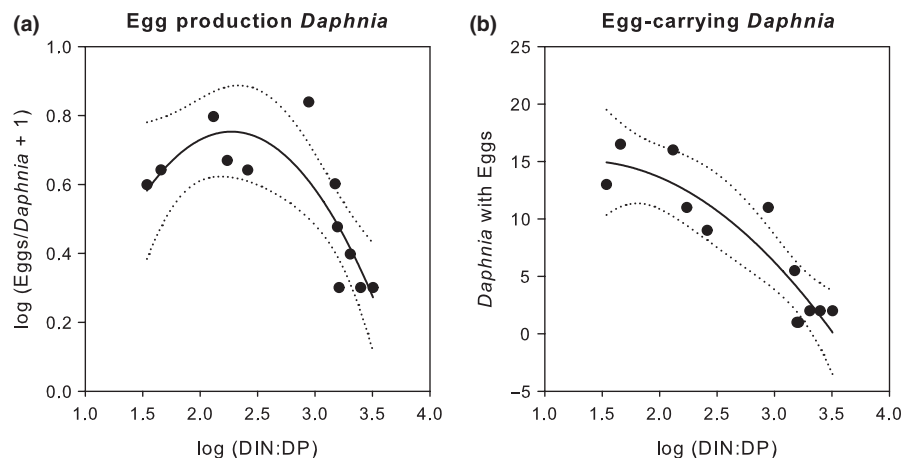 (a) Egg production Daphnia
1.0
0.8
0.6
0.4
0.2
0.0
log (Eggs/Daphnia + 1)
1.0 1.5 2.0 2.5 3.0 3.5 4.0
log (DIN:DP)
(b) Egg-carrying Daphnia
25
20
15
10
5
0
−5
Daphnia with Eggs
1.0 1.5 2.0 2.5 3.0 3.5 4.0
log (DIN:DP)